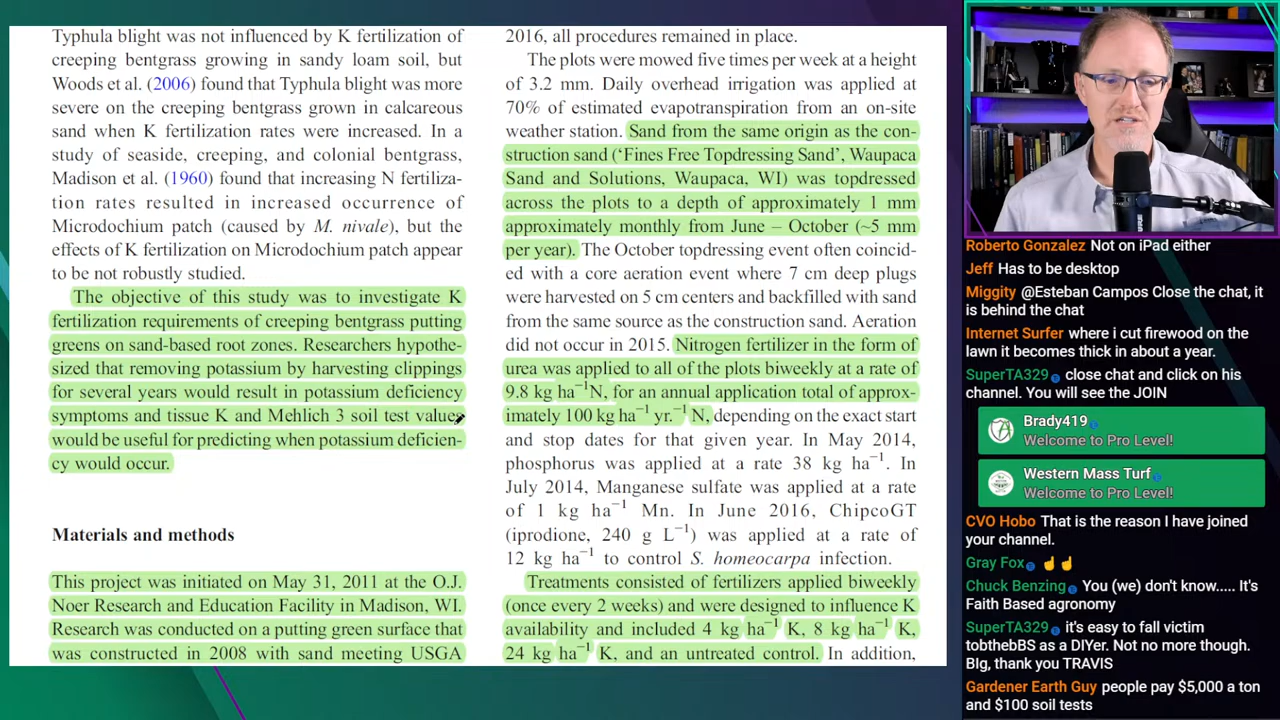 Typhula blight was not influenced by K fertilization of
creeping bentgrass growing in sandy loam soil, but
Woods et al. (2006) found that Typhula blight was more
severe on the creeping bentgrass grown in calcareous
sand when K fertilization rates were increased. In a
study of seaside, creeping, and colonial bentgrass,
Madison et al. (1960) found that increasing N fertiliza-
tion rates resulted in increased occurrence of
Microdochium patch (caused by M. nivale), but the
effects of K fertilization on Microdochium patch appear
to be not robustly studied.
The objective of this study was to investigate K
fertilization requirements of creeping bentgrass putting
greens on sand-based root zones. Researchers hypothe-
sized that removing potassium by harvesting clippings
for several years would result in potassium deficiency
symptoms and tissue K and Mehlich 3 soil test values
would be useful for predicting when potassium deficien-
cy would occur.
Materials and methods
This project was initiated on May 31, 2011 at the O.J.
Noer Research and Education Facility in Madison, WI.
Research was conducted on a putting green surface that
was constructed in 2008 with sand meeting USGA
2016, all procedures remained in place.
The plots were mowed five times per week at a height
of 3.2 mm. Daily overhead irrigation was applied at
70% of estimated evapotranspiration from an on-site
weather station. Sand from the same origin as the con-
struction sand (‘Fines Free Topdressing Sand’, Waupaca
Sand and Solutions, Waupaca, WI) was topdressed
across the plots to a depth of approximately 1 mm
approximately monthly from June – October (~5 mm
per year). The October topdressing event often coincid-
ed with a core aeration event where 7 cm deep plugs
were harvested on 5 cm centers and backfilled with sand
from the same source as the construction sand. Aeration
did not occur in 2015. Nitrogen fertilizer in the form of
urea was applied to all of the plots biweekly at a rate of
9.8 kg ha⁻¹N, for an annual application total of approx-
imately 100 kg ha⁻¹ yr.⁻¹ N, depending on the exact start
and stop dates for that given year. In May 2014,
phosphorus was applied at a rate 38 kg ha⁻¹. In
July 2014, Manganese sulfate was applied at a rate
of 1 kg ha⁻¹ Mn. In June 2016, ChipcoGT
(iprodione, 240 g L⁻¹) was applied at a rate of
12 kg ha⁻¹ to control S. homeocarpa infection.
Treatments consisted of fertilizers applied biweekly
(once every 2 weeks) and were designed to influence K
availability and included 4 kg ha⁻¹ K, 8 kg ha⁻¹ K,
24 kg ha⁻¹ K, and an untreated control. In addition,
Roberto Gonzalez Not on iPad either
Jeff Has to be desktop
Miggity @Esteban Campos Close the chat, it
is behind the chat
Internet Surfer where i cut firewood on the
lawn it becomes thick in about a year.
SuperTA329 close chat and click on his
channel. You will see the JOIN
Brady419
Welcome to Pro Level!
Western Mass Turf
Welcome to Pro Level!
CVO Hobo That is the reason I have joined
your channel.
Gray Fox ☝️☝️
Chuck Benzing You (we) don't know..... It's
Faith Based agronomy
SuperTA329 it's easy to fall victim
tobthebBS as a DIYer. Not no more though.
BIg, thank you TRAVIS
Gardener Earth Guy people pay $5,000 a ton
and $100 soil tests